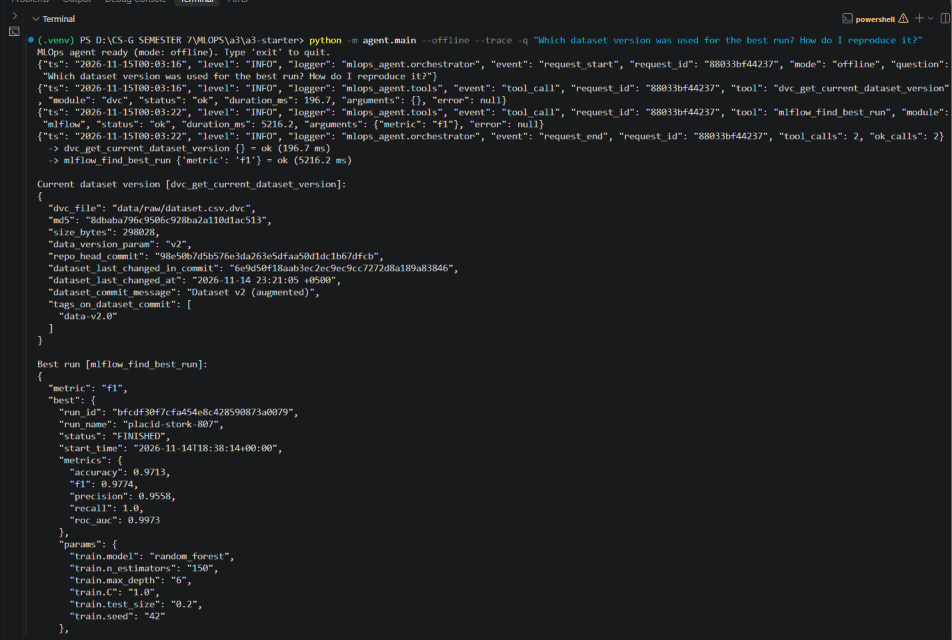 Problems Output Debug Console Terminal Ports
Terminal
powershell
(.venv) PS D:\CS-G SEMESTER 7\MLOPS\a3\a3-starter> python -m agent.main --offline --trace -q "Which dataset version was used for the best run? How do I reproduce it?"
MLOps agent ready (mode: offline). Type 'exit' to quit.
{"ts": "2026-11-15T00:03:16", "level": "INFO", "logger": "mlops_agent.orchestrator", "event": "request_start", "request_id": "88033bf44237", "mode": "offline", "question":
"Which dataset version was used for the best run? How do I reproduce it?"}
{"ts": "2026-11-15T00:03:16", "level": "INFO", "logger": "mlops_agent.tools", "event": "tool_call", "request_id": "88033bf44237", "tool": "dvc_get_current_dataset_version"
, "module": "dvc", "status": "ok", "duration_ms": 196.7, "arguments": {}, "error": null}
{"ts": "2026-11-15T00:03:22", "level": "INFO", "logger": "mlops_agent.tools", "event": "tool_call", "request_id": "88033bf44237", "tool": "mlflow_find_best_run", "module":
"mlflow", "status": "ok", "duration_ms": 5216.2, "arguments": {"metric": "f1"}, "error": null}
{"ts": "2026-11-15T00:03:22", "level": "INFO", "logger": "mlops_agent.orchestrator", "event": "request_end", "request_id": "88033bf44237", "tool_calls": 2, "ok_calls": 2}
-> dvc_get_current_dataset_version {} = ok (196.7 ms)
-> mlflow_find_best_run {'metric': 'f1'} = ok (5216.2 ms)
Current dataset version [dvc_get_current_dataset_version]:
{
"dvc_file": "data/raw/dataset.csv.dvc",
"md5": "8dbaba796c9506c928ba2a110d1ac513",
"size_bytes": 298028,
"data_version_param": "v2",
"repo_head_commit": "98e50b7d5b576e3da263e5dfaa50d1dc1b67dfcb",
"dataset_last_changed_in_commit": "6e9d50f18aab3ec2ec9ec9cc7272d8a189a83846",
"dataset_last_changed_at": "2026-11-14 23:21:05 +0500",
"dataset_commit_message": "Dataset v2 (augmented)",
"tags_on_dataset_commit": [
"data-v2.0"
]
}
Best run [mlflow_find_best_run]:
{
"metric": "f1",
"best": {
"run_id": "bfcdf30f7cfa454e8c428590873a0079",
"run_name": "placid-stork-807",
"status": "FINISHED",
"start_time": "2026-11-14T18:38:14+00:00",
"metrics": {
"accuracy": 0.9713,
"f1": 0.9774,
"precision": 0.9558,
"recall": 1.0,
"roc_auc": 0.9973
},
"params": {
"train.model": "random_forest",
"train.n_estimators": "150",
"train.max_depth": "6",
"train.C": "1.0",
"train.test_size": "0.2",
"train.seed": "42"
},